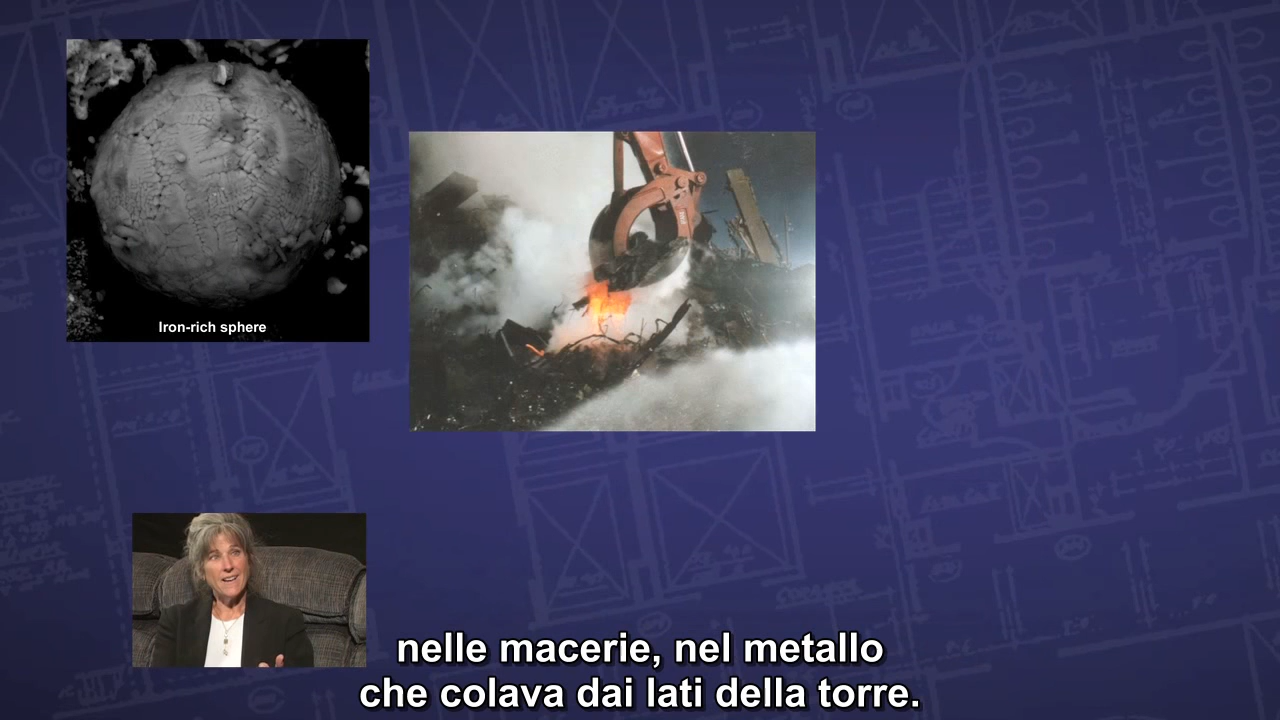 Iron-rich sphere
nelle macerie, nel metallo
che colava dai lati della torre.